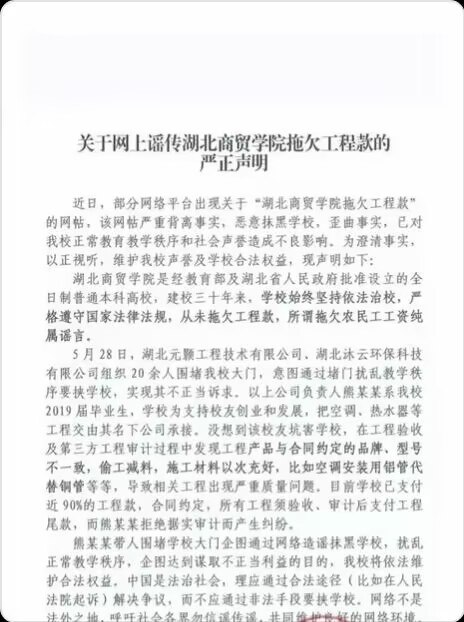 关于网上谣传湖北商贸学院拖欠工程款的
严正声明
近日，部分网络平台出现关于“湖北商贸学院拖欠工程款”
的网帖，该网帖严重背离事实，恶意抹黑学校，歪曲事实，已对
我校正常教育教学秩序和社会声誉造成不良影响。为澄清事实，
以正视听，维护我校声誉及学校合法权益，现声明如下：
湖北商贸学院是经教育部及湖北省人民政府批准设立的全
日制普通本科高校，建校三十年来，学校始终坚持依法治校，严
格遵守国家法律法规，从未拖欠工程款，所谓拖欠农民工工资纯
属谣言。
5月28日，湖北元颢工程技术有限公司、湖北沐云环保科技
有限公司组织20余人围堵我校大门，意图通过堵门扰乱教学秩
序要挟学校，实现其不正当诉求。以上公司负责人熊某某系我校
2019届毕业生，学校为支持校友创业和发展，把空调、热水器等
工程交由其名下公司承接。没想到该校友坑害学校，在工程验收
及第三方工程审计过程中发现工程产品与合同约定的品牌、型号
不一致，偷工减料，施工材料以次充好，比如空调安装用铝管代
替铜管等等，导致相关工程出现严重质量问题。目前学校已支付
近90%的工程款，合同约定，所有工程须验收、审计后支付工程
尾款，而熊某某拒绝据实审计而产生纠纷。
熊某某带人围堵学校大门企图通过网络造谣抹黑学校，扰乱
正常教学秩序，企图达到谋取不正当利益的目的，我校将依法维
护合法权益。中国是法治社会，理应通过合法途径（比如在人民
法院起诉）解决争议，而不应通过非法手段要挟学校。网络不是
法外之地，呼吁社会各界勿信谣传谣，共同维护良好的网络环境。